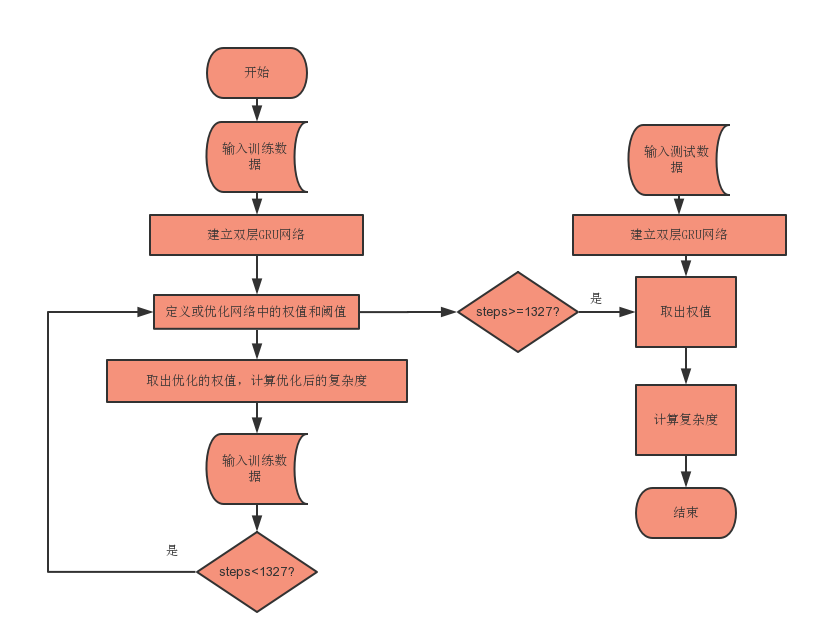 开始
输入训练数
据
建立双层GRU网络
定义或优化网络中的权值和阈值
取出优化的权值，计算优化后的复杂度
输入训练数
据
是
steps<1327?
steps>=1327?
是
输入测试数
据
建立双层GRU网络
取出权值
计算复杂度
结束